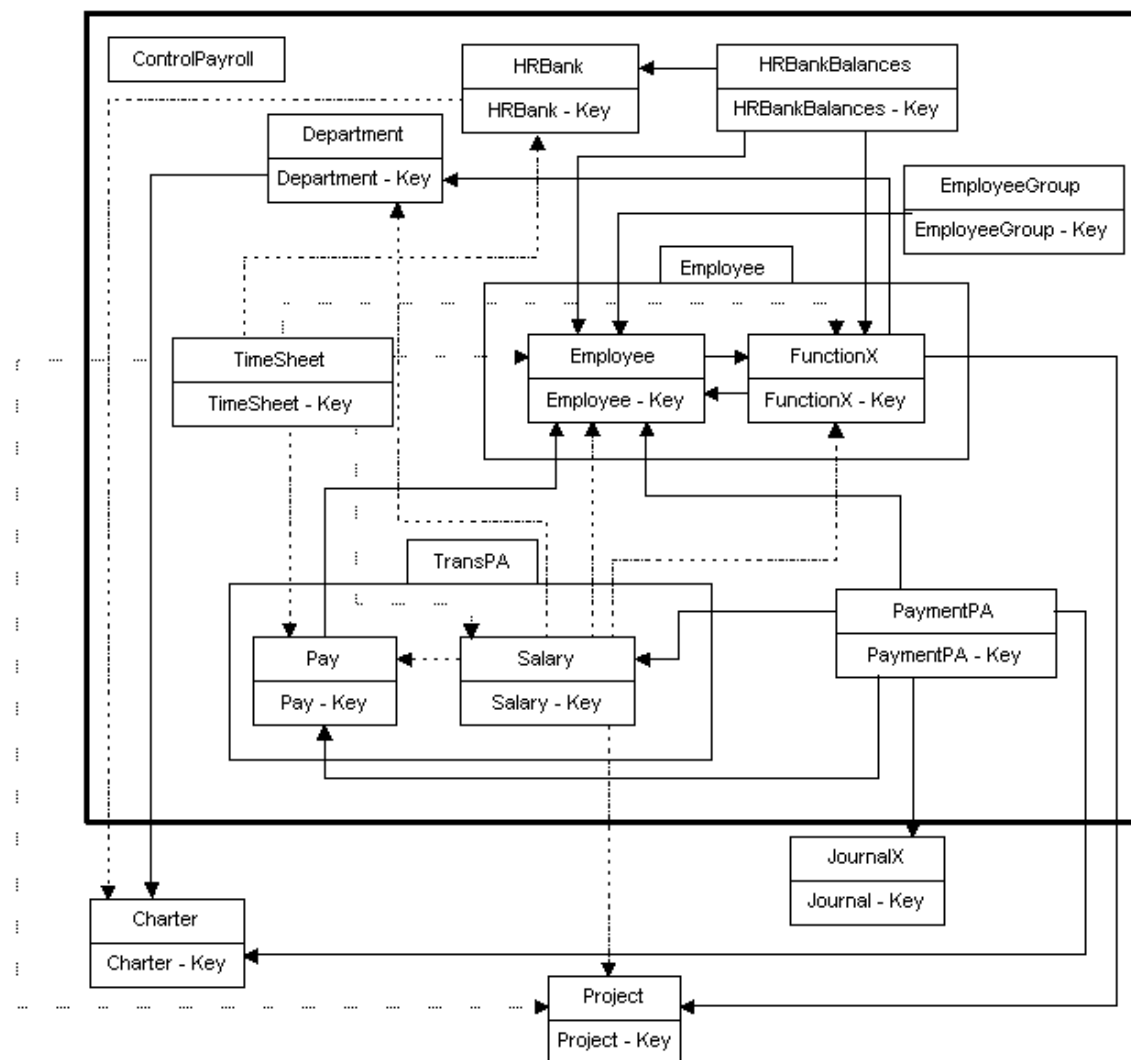 ControlPayroll
HRBank
HRBank - Key
HRBankBalances
HRBankBalances - Key
Department
Department - Key
EmployeeGroup
EmployeeGroup - Key
Employee
TimeSheet
TimeSheet - Key
Employee
Employee - Key
FunctionX
FunctionX - Key
TransPA
Pay
Pay - Key
Salary
Salary - Key
PaymentPA
PaymentPA - Key
JournalX
Journal - Key
Charter
Charter - Key
Project
Project - Key